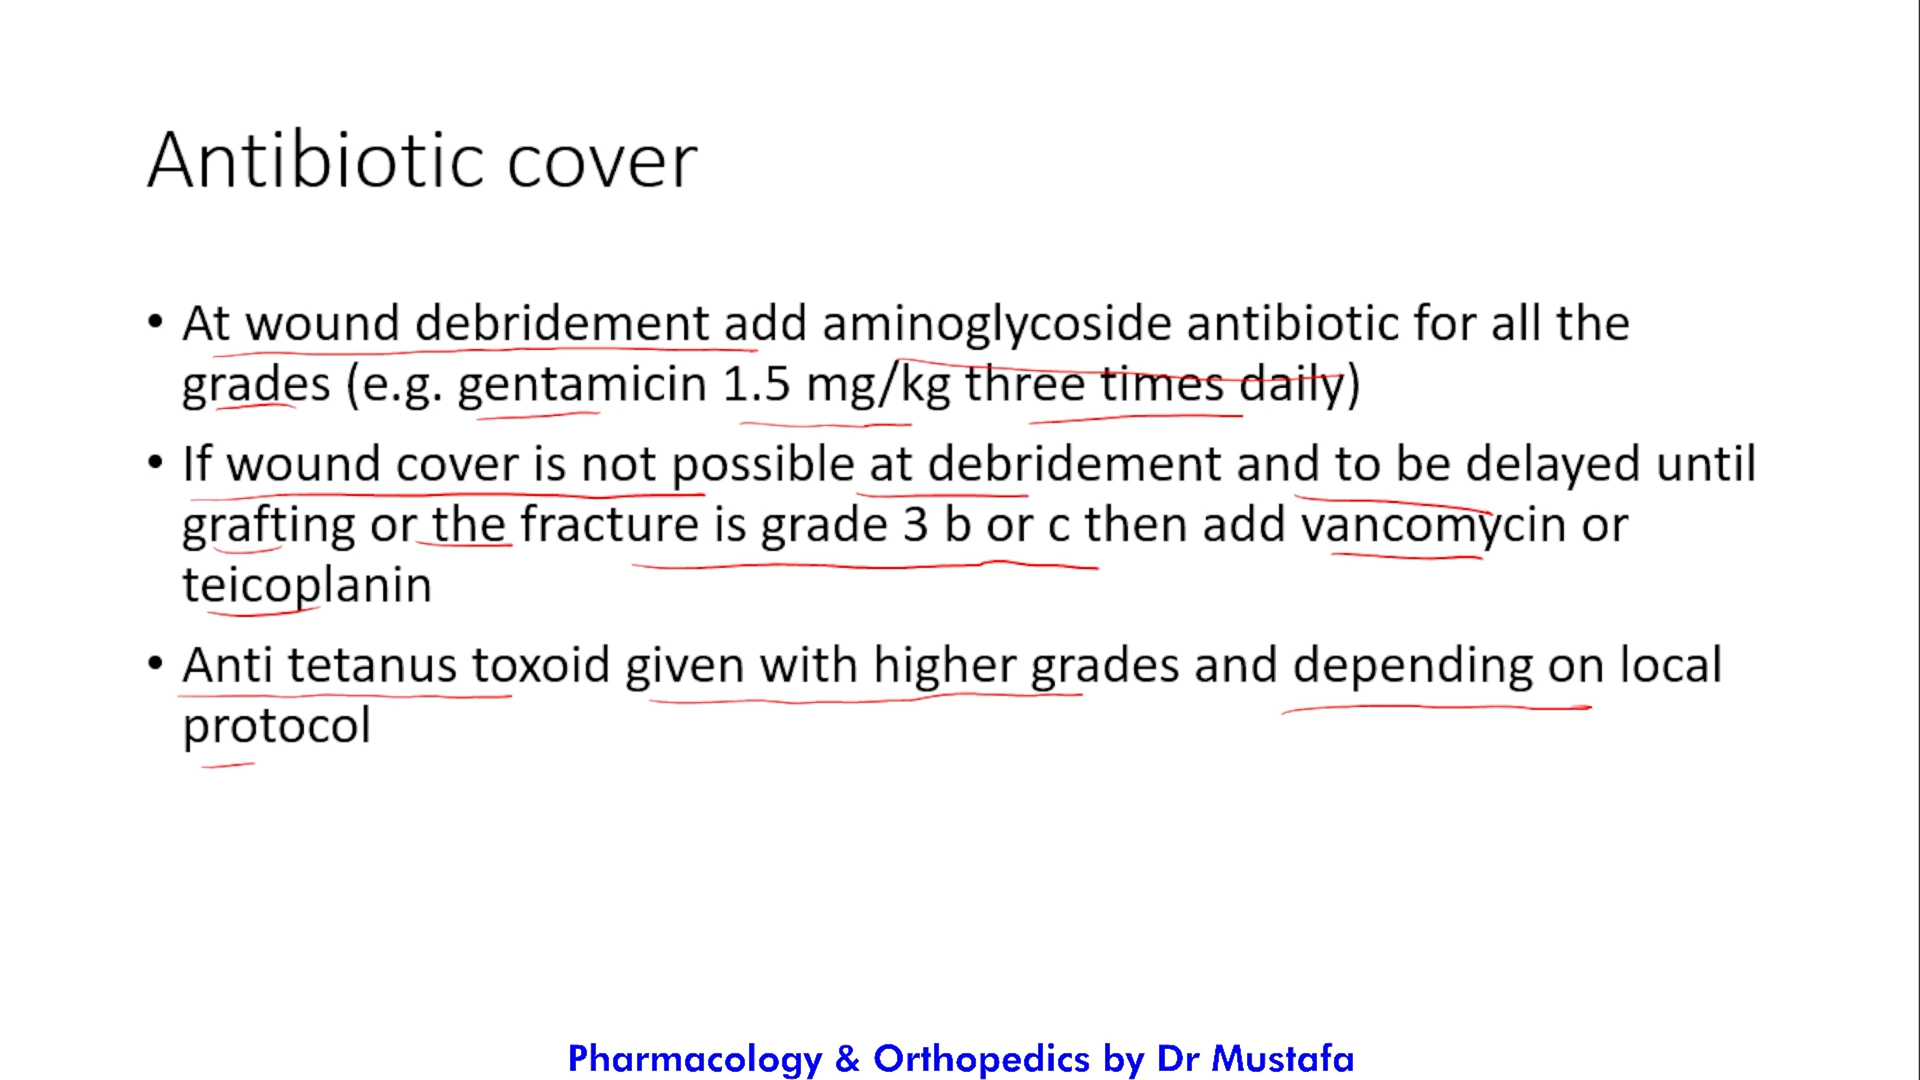 Antibiotic cover
• At wound debridement add aminoglycoside antibiotic for all the
grades (e.g. gentamicin 1.5 mg/kg three times daily)
• If wound cover is not possible at debridement and to be delayed until
grafting or the fracture is grade 3 b or c then add vancomycin or
teicoplanin
• Anti tetanus toxoid given with higher grades and depending on local
protocol
Pharmacology & Orthopedics by Dr Mustafa